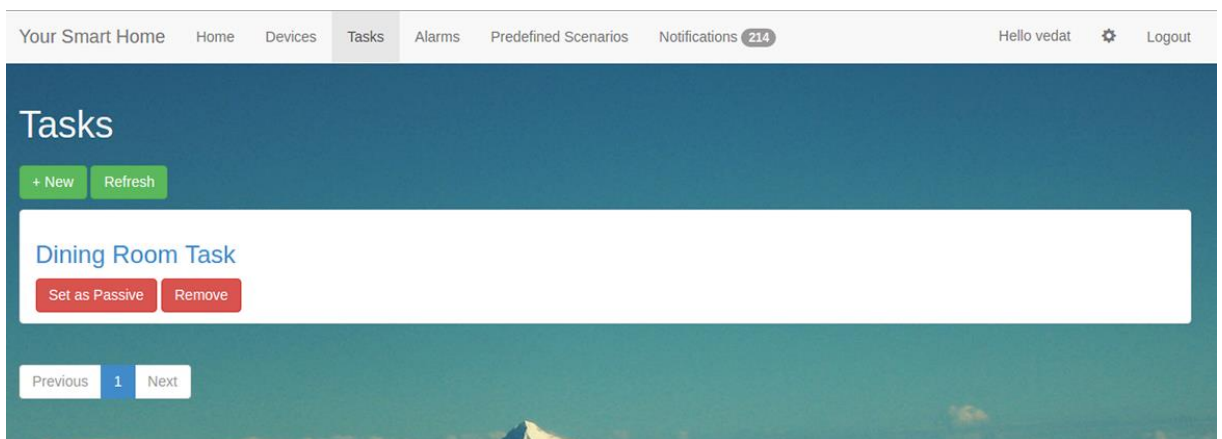 Your Smart Home Home Devices Tasks Alarms Predefined Scenarios Notifications 214 Hello vedat Logout
Tasks
+ New Refresh
Dining Room Task
Set as Passive Remove
Previous 1 Next